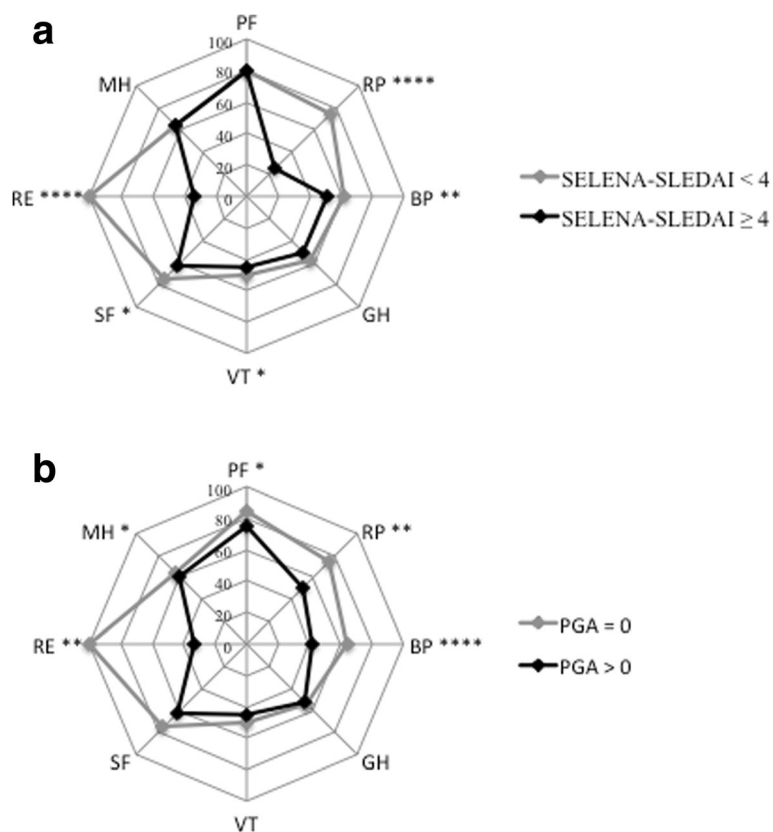 a
PF
100
80
60
40
20
0
MH
RP ****
RE ****
BP **
SF *
GH
VT *
SELENA-SLEDAI < 4
SELENA-SLEDAI ≥ 4
b
PF *
100
80
60
40
20
0
MH *
RP **
RE **
BP ****
SF
GH
VT
PGA = 0
PGA > 0